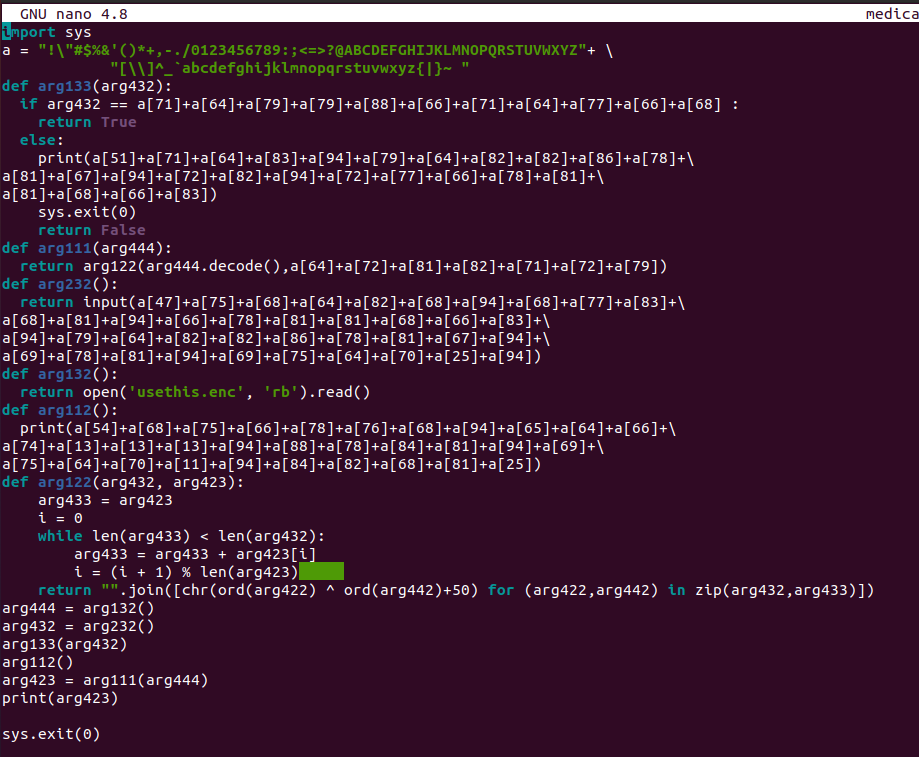 GNU nano 4.8 medica
import sys
a = "!\"#$%&'()*+,-./0123456789:;<=>?@ABCDEFGHIJKLMNOPQRSTUVWXYZ"+ \
            "[\\]^_`abcdefghijklmnopqrstuvwxyz{|}~ "
def arg133(arg432):
  if arg432 == a[71]+a[64]+a[79]+a[79]+a[88]+a[66]+a[71]+a[64]+a[77]+a[66]+a[68] :
    return True
  else:
    print(a[51]+a[71]+a[64]+a[83]+a[94]+a[79]+a[64]+a[82]+a[82]+a[86]+a[78]+\
a[81]+a[67]+a[94]+a[72]+a[82]+a[94]+a[72]+a[77]+a[66]+a[78]+a[81]+\
a[81]+a[68]+a[66]+a[83])
    sys.exit(0)
    return False
def arg111(arg444):
  return arg122(arg444.decode(),a[64]+a[72]+a[81]+a[82]+a[71]+a[72]+a[79])
def arg232():
  return input(a[47]+a[75]+a[68]+a[64]+a[82]+a[68]+a[94]+a[68]+a[77]+a[83]+\
a[68]+a[81]+a[94]+a[66]+a[78]+a[81]+a[81]+a[68]+a[66]+a[83]+\
a[94]+a[79]+a[64]+a[82]+a[82]+a[86]+a[78]+a[81]+a[67]+a[94]+\
a[69]+a[78]+a[81]+a[94]+a[69]+a[75]+a[64]+a[70]+a[25]+a[94])
def arg132():
  return open('usethis.enc', 'rb').read()
def arg112():
  print(a[54]+a[68]+a[75]+a[66]+a[78]+a[76]+a[68]+a[94]+a[65]+a[64]+a[66]+\
a[74]+a[13]+a[13]+a[13]+a[94]+a[88]+a[78]+a[84]+a[81]+a[94]+a[69]+\
a[75]+a[64]+a[70]+a[11]+a[94]+a[84]+a[82]+a[68]+a[81]+a[25])
def arg122(arg432, arg423):
    arg433 = arg423
    i = 0
    while len(arg433) < len(arg432):
        arg433 = arg433 + arg423[i]
        i = (i + 1) % len(arg423)
    return "".join([chr(ord(arg422) ^ ord(arg442)+50) for (arg422,arg442) in zip(arg432,arg433)])
arg444 = arg132()
arg432 = arg232()
arg133(arg432)
arg112()
arg423 = arg111(arg444)
print(arg423)
sys.exit(0)